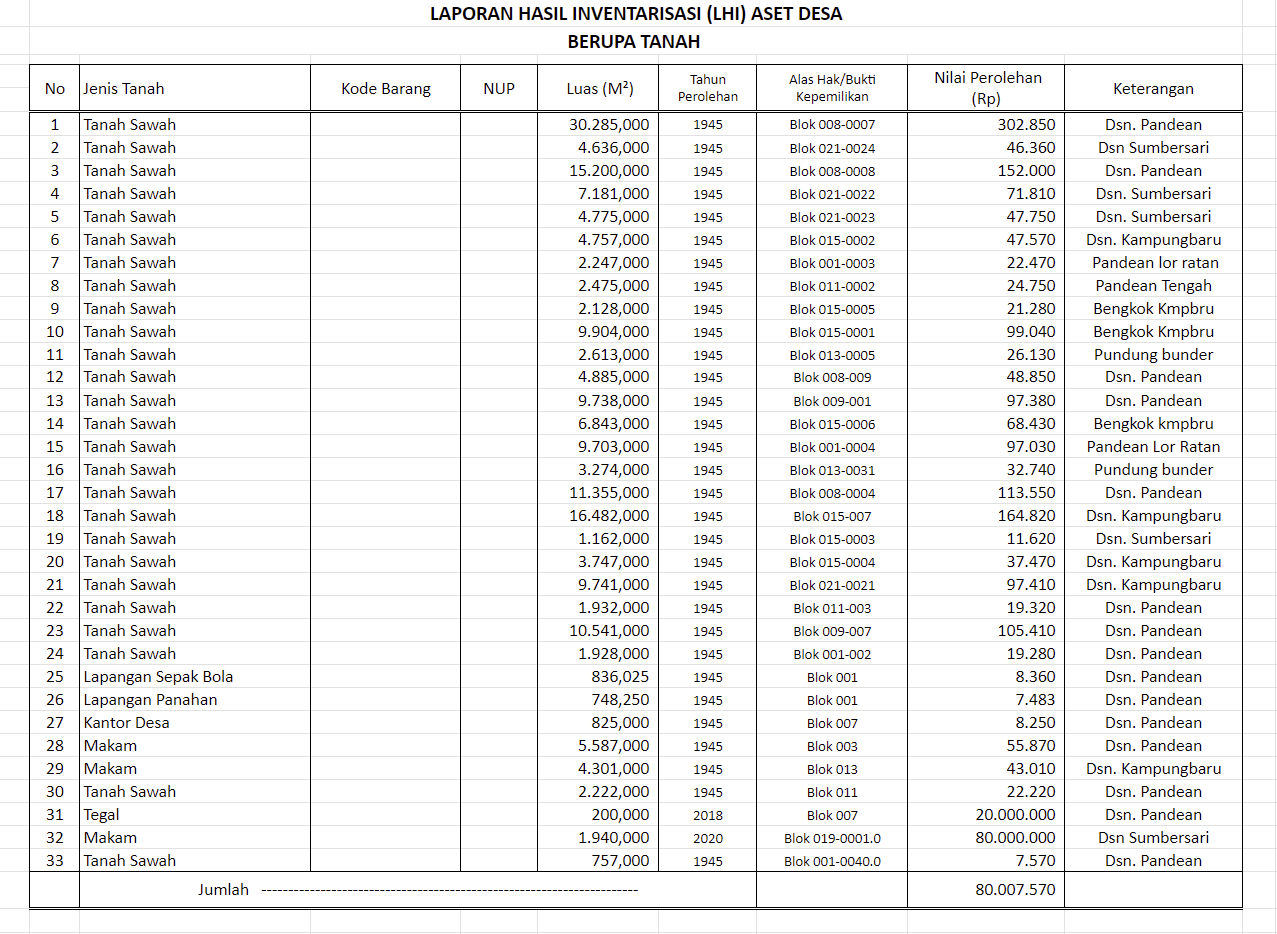 LAPORAN HASIL INVENTARISASI (LHI) ASET DESA
BERUPA TANAH
No Jenis Tanah Kode Barang NUP Luas (M²) Tahun Perolehan Alas Hak/Bukti Kepemilikan Nilai Perolehan (Rp) Keterangan
1 Tanah Sawah 30.285,000 1945 Blok 008-0007 302.850 Dsn. Pandean
2 Tanah Sawah 4.636,000 1945 Blok 021-0024 46.360 Dsn Sumbersari
3 Tanah Sawah 15.200,000 1945 Blok 008-0008 152.000 Dsn. Pandean
4 Tanah Sawah 7.181,000 1945 Blok 021-0022 71.810 Dsn. Sumbersari
5 Tanah Sawah 4.775,000 1945 Blok 021-0023 47.750 Dsn. Sumbersari
6 Tanah Sawah 4.757,000 1945 Blok 015-0002 47.570 Dsn. Kampungbaru
7 Tanah Sawah 2.247,000 1945 Blok 001-0003 22.470 Pandean lor ratan
8 Tanah Sawah 2.475,000 1945 Blok 011-0002 24.750 Pandean Tengah
9 Tanah Sawah 2.128,000 1945 Blok 015-0005 21.280 Bengkok Kmpbru
10 Tanah Sawah 9.904,000 1945 Blok 015-0001 99.040 Bengkok Kmpbru
11 Tanah Sawah 2.613,000 1945 Blok 013-0005 26.130 Pundung bunder
12 Tanah Sawah 4.885,000 1945 Blok 008-009 48.850 Dsn. Pandean
13 Tanah Sawah 9.738,000 1945 Blok 009-001 97.380 Dsn. Pandean
14 Tanah Sawah 6.843,000 1945 Blok 015-0006 68.430 Bengkok kmpbru
15 Tanah Sawah 9.703,000 1945 Blok 001-0004 97.030 Pandean Lor Ratan
16 Tanah Sawah 3.274,000 1945 Blok 013-0031 32.740 Pundung bunder
17 Tanah Sawah 11.355,000 1945 Blok 008-0004 113.550 Dsn. Pandean
18 Tanah Sawah 16.482,000 1945 Blok 015-007 164.820 Dsn. Kampungbaru
19 Tanah Sawah 1.162,000 1945 Blok 015-0003 11.620 Dsn. Sumbersari
20 Tanah Sawah 3.747,000 1945 Blok 015-0004 37.470 Dsn. Kampungbaru
21 Tanah Sawah 9.741,000 1945 Blok 021-0021 97.410 Dsn. Kampungbaru
22 Tanah Sawah 1.932,000 1945 Blok 011-003 19.320 Dsn. Pandean
23 Tanah Sawah 10.541,000 1945 Blok 009-007 105.410 Dsn. Pandean
24 Tanah Sawah 1.928,000 1945 Blok 001-002 19.280 Dsn. Pandean
25 Lapangan Sepak Bola 836,025 1945 Blok 001 8.360 Dsn. Pandean
26 Lapangan Panahan 748,250 1945 Blok 001 7.483 Dsn. Pandean
27 Kantor Desa 825,000 1945 Blok 007 8.250 Dsn. Pandean
28 Makam 5.587,000 1945 Blok 003 55.870 Dsn. Pandean
29 Makam 4.301,000 1945 Blok 013 43.010 Dsn. Kampungbaru
30 Tanah Sawah 2.222,000 1945 Blok 011 22.220 Dsn. Pandean
31 Tegal 200,000 2018 Blok 007 20.000.000 Dsn. Pandean
32 Makam 1.940,000 2020 Blok 019-0001.0 80.000.000 Dsn Sumbersari
33 Tanah Sawah 757,000 1945 Blok 001-0040.0 7.570 Dsn. Pandean
Jumlah ---------------------------------------------------------------------- 80.007.570